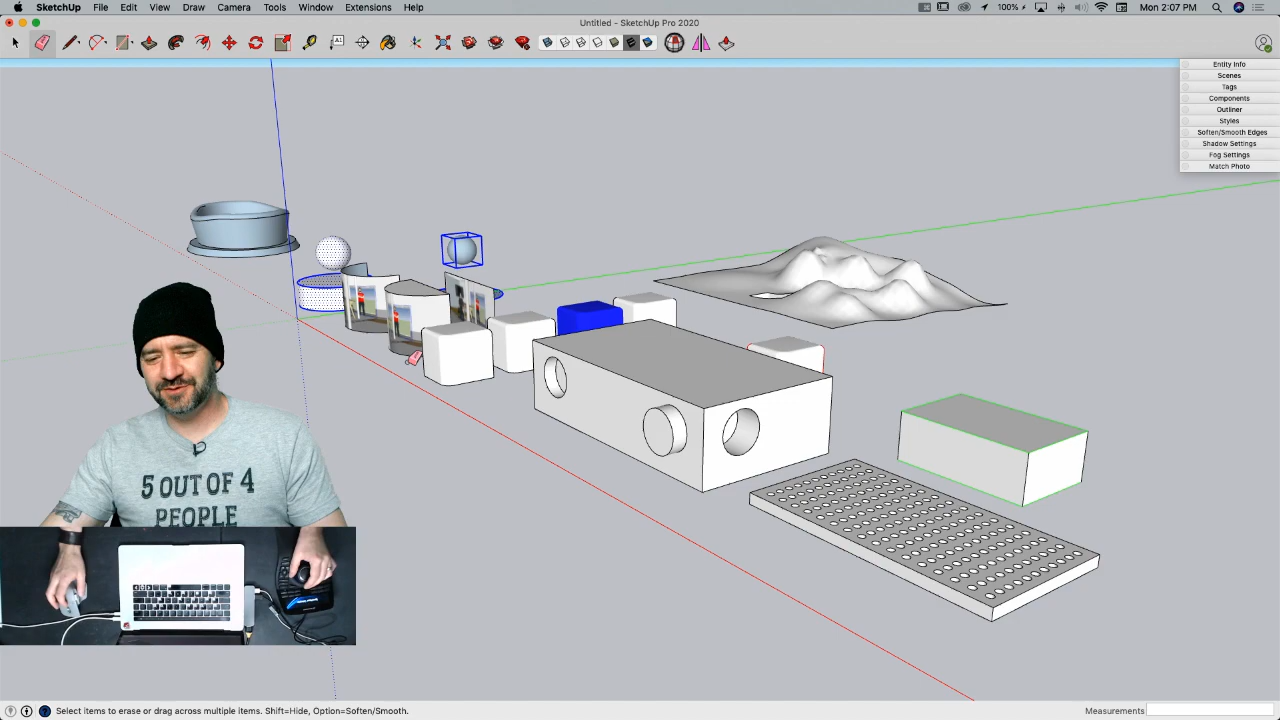 SketchUp File Edit View Draw Camera Tools Window Extensions Help 100% Mon 2:07 PM
Untitled - SketchUp Pro 2020
Entity Info
Scenes
Tags
Components
Outliner
Styles
Soften/Smooth Edges
Shadow Settings
Fog Settings
Match Photo
5 OUT OF 4
PEOPLE
Select items to erase or drag across multiple items. Shift=Hide, Option=Soften/Smooth. Measurements